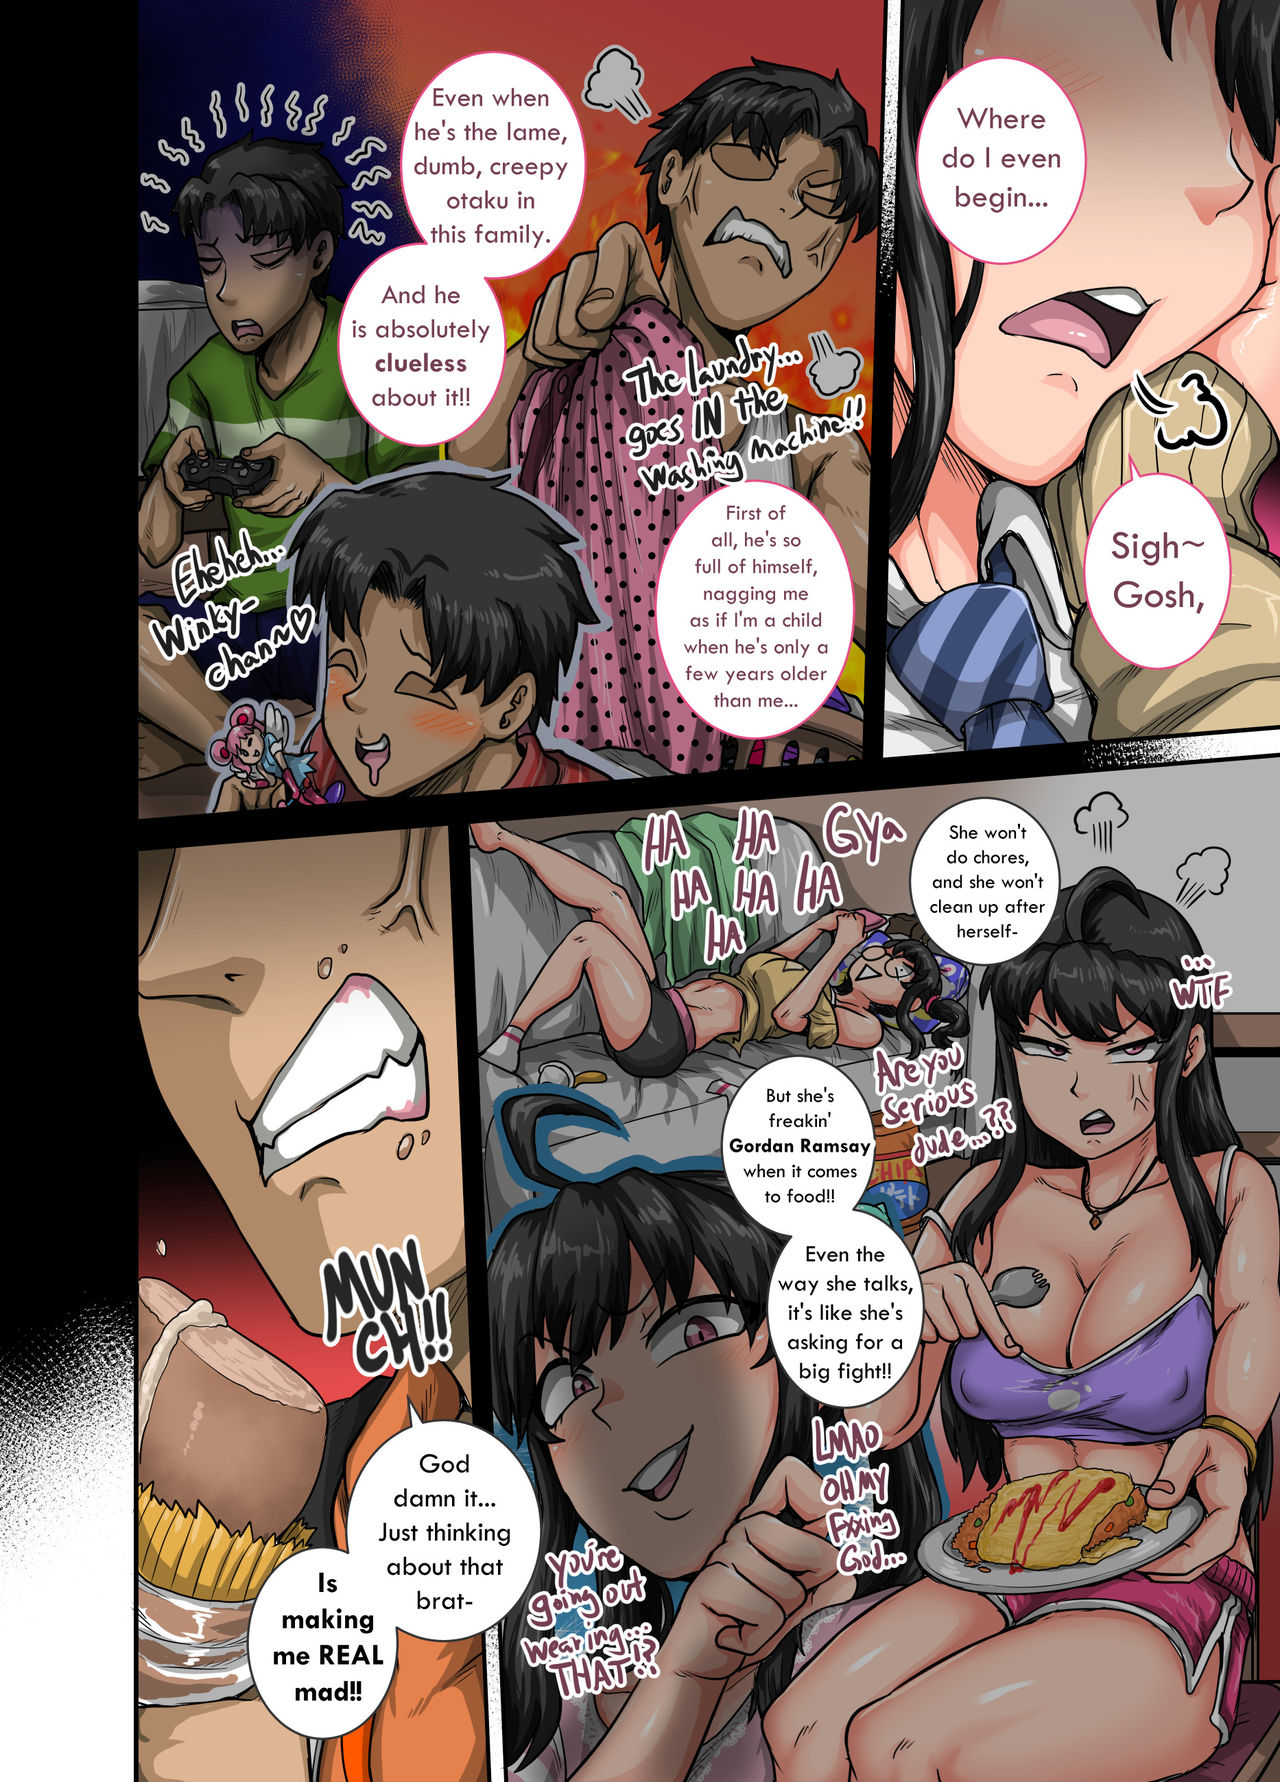 Where
do I even
begin...
Sigh~
Gosh,
Even when
he's the lame,
dumb, creepy
otaku in
this family.
And he
is absolutely
clueless
about it!!
The laundry...
goes IN the
washing machine!!
First of
all, he's so
full of himself,
nagging me
as if I'm a child
when he's only a
few years older
than me...
Eheheh...
Winky-
chan~♡
HA HA Gya
HA HA HA
HA
She won't
do chores,
and she won't
clean up after
herself-
...
WTF
Are you
serious
dude...??
But she's
freakin'
Gordan Ramsay
when it comes
to food!!
CHIPS
Even the
way she talks,
it's like she's
asking for a
big fight!!
LMAO
OH MY
Fxxing
God...
you're
going out
wearing...
THAT!?
MUN
CH!!
God
damn it...
Just thinking
about that
brat-
Is
making
me REAL
mad!!